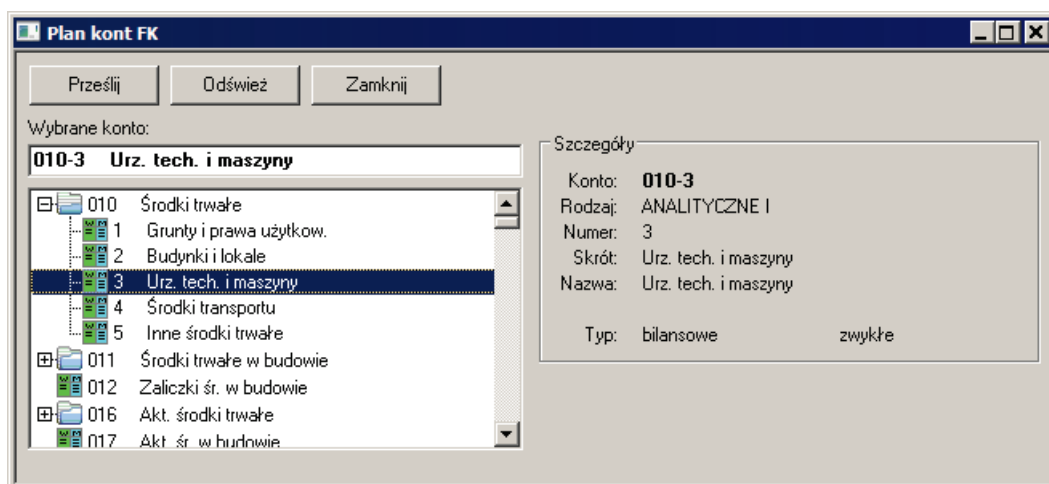 Plan kont FK
Prześlij Odśwież Zamknij
Wybrane konto:
010-3 Urz. tech. i maszyny
010 Środki trwałe
1 Grunty i prawa użytkow.
2 Budynki i lokale
3 Urz. tech. i maszyny
4 Środki transportu
5 Inne środki trwałe
011 Środki trwałe w budowie
012 Zaliczki śr. w budowie
016 Akt. środki trwałe
017 Akt. śr. w budowie
Szczegóły
Konto: 010-3
Rodzaj: ANALITYCZNE I
Numer: 3
Skrót: Urz. tech. i maszyny
Nazwa: Urz. tech. i maszyny
Typ: bilansowe zwykłe